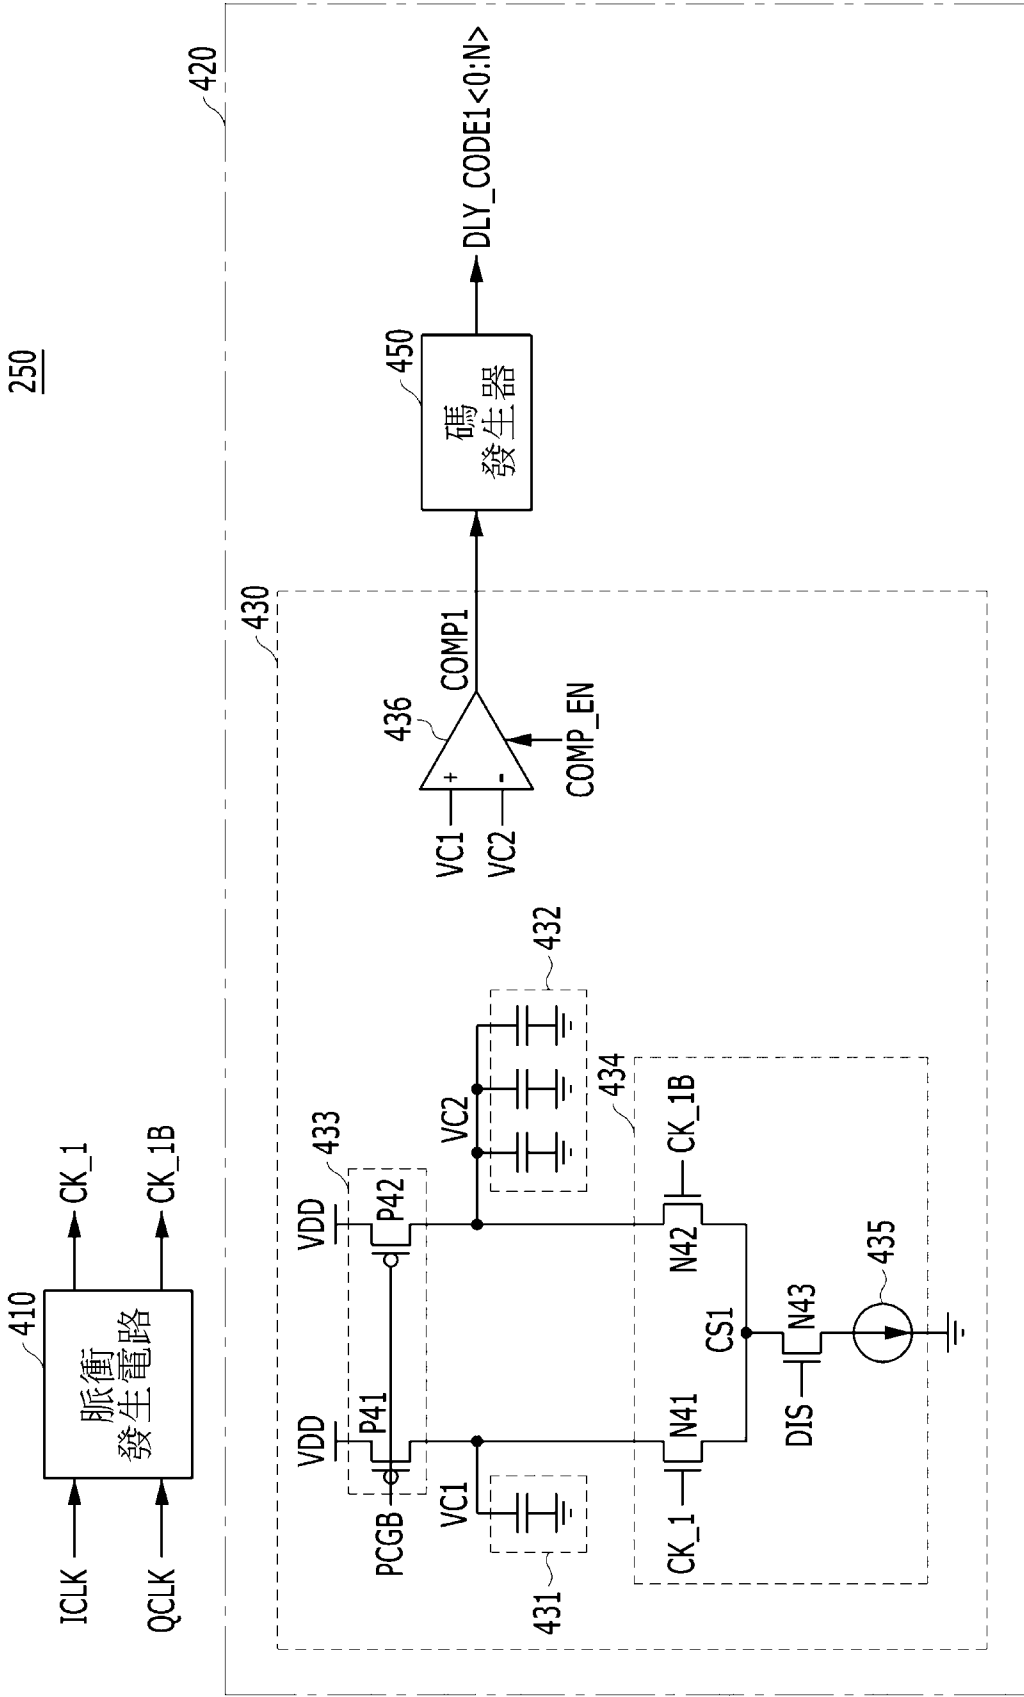 250
410
ICLK
QCLK
脈衝
發生電路
CK_1
CK_1B
420
430
VDD
VDD
433
PCGB
P41
P42
VC1
VC2
431
432
434
CK_1
N41
N42
CK_1B
CS1
DIS
N43
435
VC1
VC2
+
-
436
COMP1
COMP_EN
450
碼
發生器
DLY_CODE1<0:N>